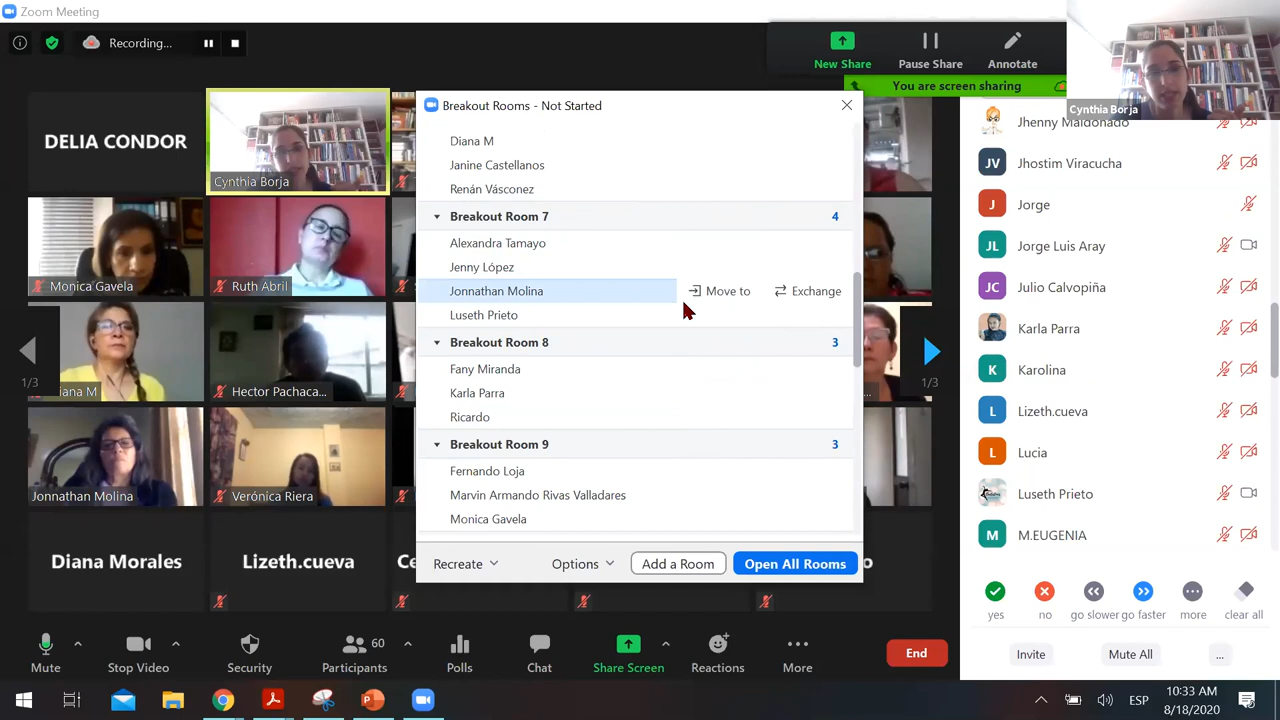 Zoom Meeting
Recording...
New Share
Pause Share
Annotate
You are screen sharing
Cynthia Borja
DELIA CONDOR
Cynthia Borja
Monica Gavela
Ruth Abril
iana M
Hector Pachaca...
1/3
1/3
Jonnathan Molina
Verónica Riera
Diana Morales
Lizeth.cueva
Ce
o
Breakout Rooms - Not Started
Diana M
Janine Castellanos
Renán Vásconez
Breakout Room 7 4
Alexandra Tamayo
Jenny López
Jonnathan Molina Move to Exchange
Luseth Prieto
Breakout Room 8 3
Fany Miranda
Karla Parra
Ricardo
Breakout Room 9 3
Fernando Loja
Marvin Armando Rivas Valladares
Monica Gavela
Recreate Options Add a Room Open All Rooms
Jhenny Maldonado
JV Jhostim Viracucha
J Jorge
JL Jorge Luis Aray
JC Julio Calvopiña
Karla Parra
K Karolina
L Lizeth.cueva
L Lucia
Luseth Prieto
M M.EUGENIA
yes no go slower go faster more clear all
Invite Mute All ...
Mute Stop Video Security Participants 60 Polls Chat Share Screen Reactions More End
ESP
10:33 AM
8/18/2020